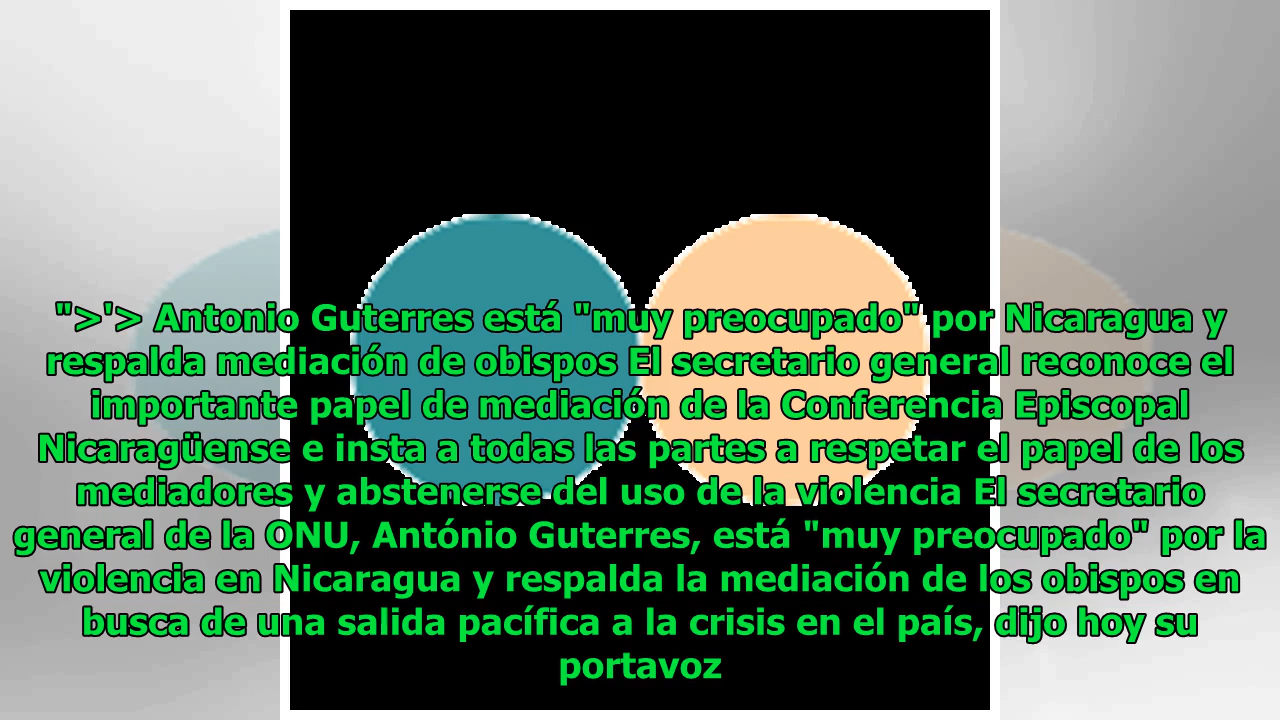 ">'> Antonio Guterres está "muy preocupado" por Nicaragua y
respalda mediación de obispos El secretario general reconoce el
importante papel de mediación de la Conferencia Episcopal
Nicaragüense e insta a todas las partes a respetar el papel de los
mediadores y abstenerse del uso de la violencia El secretario
general de la ONU, António Guterres, está "muy preocupado" por la
violencia en Nicaragua y respalda la mediación de los obispos en
busca de una salida pacífica a la crisis en el país, dijo hoy su
portavoz